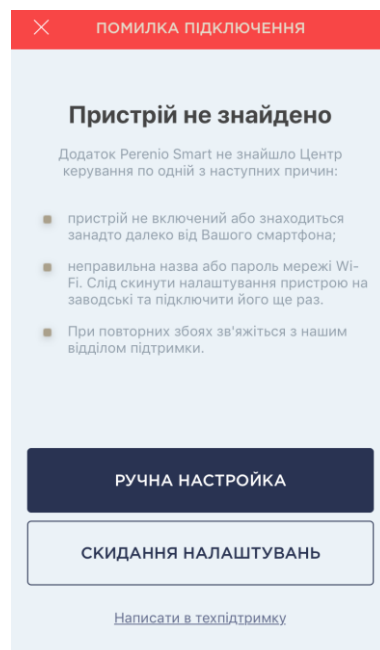 ПОМИЛКА ПІДКЛЮЧЕННЯ
Пристрій не знайдено
Додаток Perenio Smart не знайшло Центр
керування по одній з наступних причин:
пристрій не включений або знаходиться
занадто далеко від Вашого смартфона;
неправильна назва або пароль мережі Wi-
Fi. Слід скинути налаштування пристрою на
заводські та підключити його ще раз.
При повторних збоях зв'яжіться з нашим
відділом підтримки.
РУЧНА НАСТРОЙКА
СКИДАННЯ НАЛАШТУВАНЬ
Написати в техпідтримку